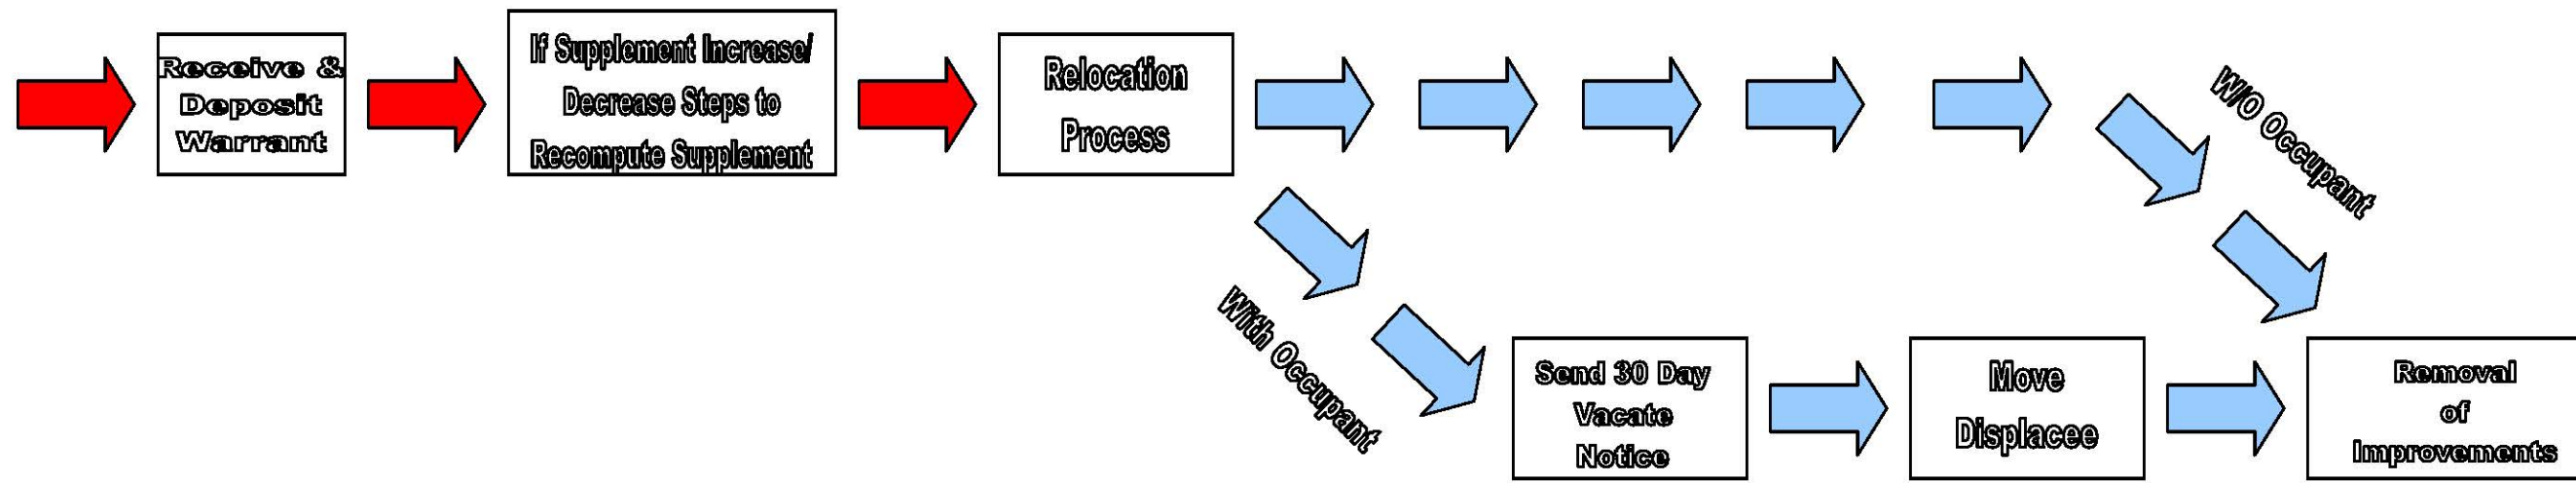 Receive &
Deposit
Warrant
If Supplement Increase/
Decrease Steps to
Recompute Supplement
Relocation
Process
W/O Occupant
With Occupant
Send 30 Day
Vacate
Notice
Move
Displacee
Removal
of
Improvements